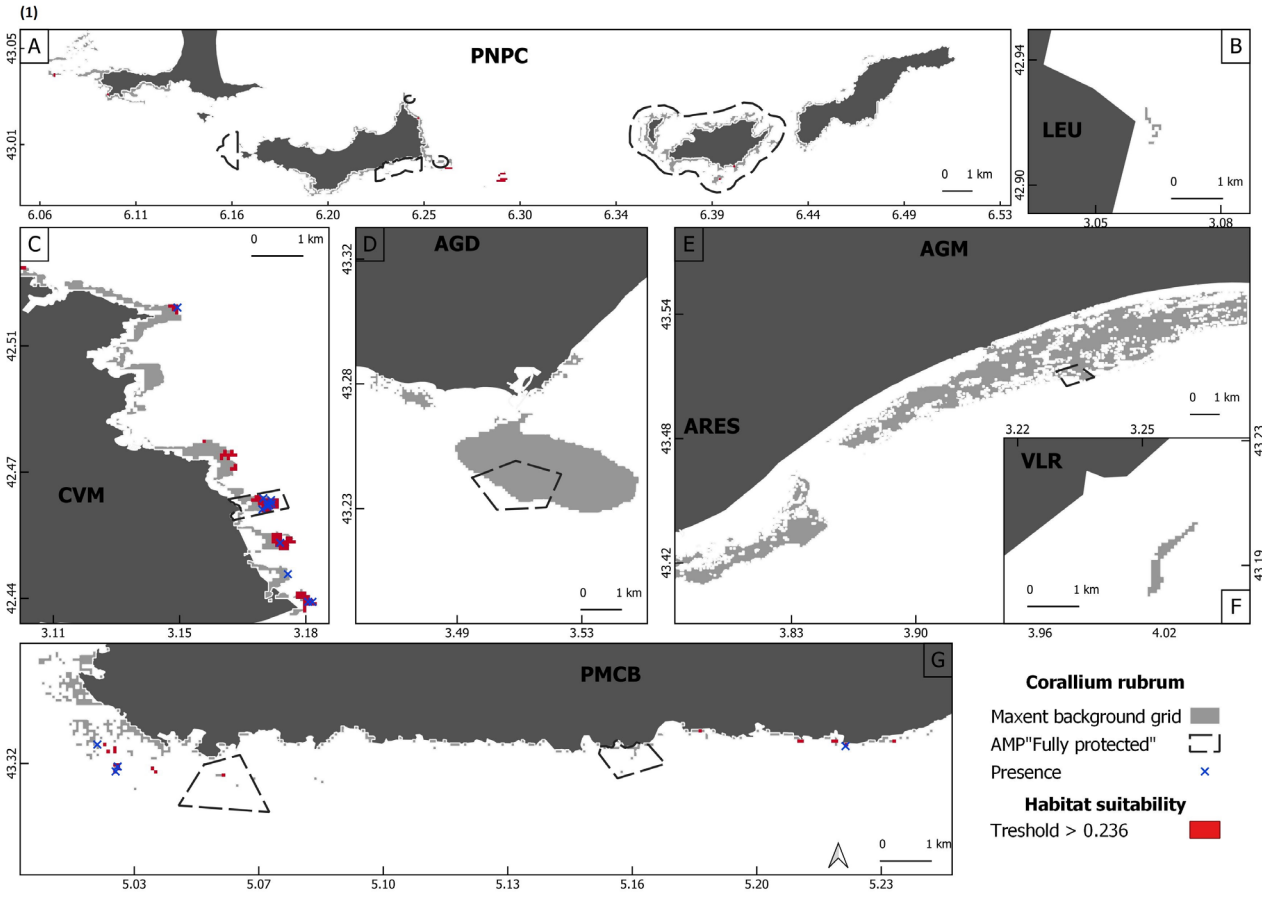 (1)
A
PNPC
43.05
43.01
0 1 km
6.06 6.11 6.16 6.20 6.25 6.30 6.34 6.39 6.44 6.49 6.53
B
LEU
42.94
42.90
0 1 km
3.05 3.08
C
0 1 km
CVM
42.51
42.47
42.44
3.11 3.15 3.18
D
AGD
43.32
43.28
43.23
0 1 km
3.49 3.53
E
AGM
ARES
43.54
43.48
43.42
0 1 km
3.83 3.90 3.96 4.02
3.22 3.25
VLR
43.23
43.19
0 1 km
F
G
PMCB
43.32
0 1 km
5.03 5.07 5.10 5.13 5.16 5.20 5.23
Corallium rubrum
Maxent background grid
AMP"Fully protected"
Presence
Habitat suitability
Treshold > 0.236